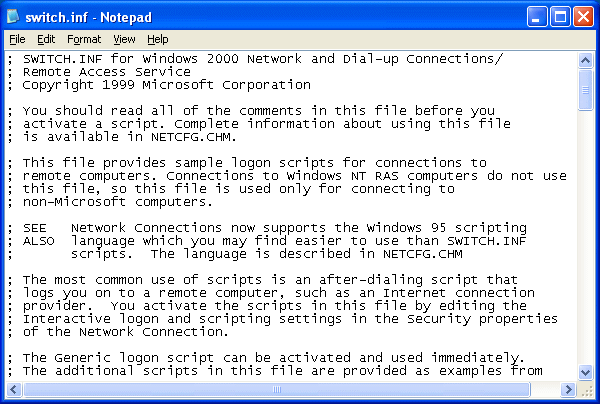 switch.inf - Notepad
File Edit Format View Help
; SWITCH.INF for Windows 2000 Network and Dial-up Connections/
; Remote Access Service
; Copyright 1999 Microsoft Corporation
; You should read all of the comments in this file before you
; activate a script. Complete information about using this file
; is available in NETCFG.CHM.
; This file provides sample logon scripts for connections to
; remote computers. Connections to Windows NT RAS computers do not use
; this file, so this file is used only for connecting to
; non-Microsoft computers.
; SEE   Network Connections now supports the Windows 95 scripting
; ALSO  language which you may find easier to use than SWITCH.INF
;       scripts.  The language is described in NETCFG.CHM
; The most common use of scripts is an after-dialing script that
; logs you on to a remote computer, such as an Internet connection
; provider.  You activate the scripts in this file by editing the
; Interactive logon and scripting settings in the Security properties
; of the Network Connection.
; The Generic logon script can be activated and used immediately.
; The additional scripts in this file are provided as examples from